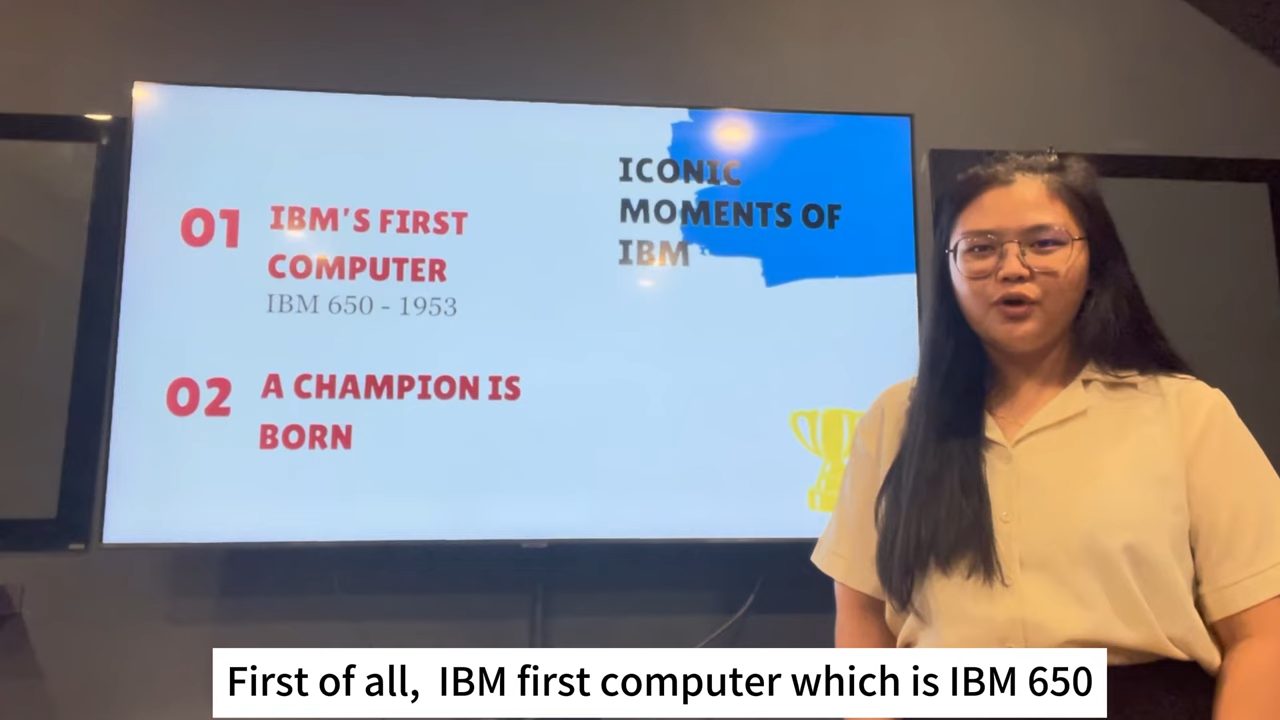 ICONIC
MOMENTS OF
IBM
01 IBM'S FIRST
COMPUTER
IBM 650 - 1953
02 A CHAMPION IS
BORN
First of all, IBM first computer which is IBM 650